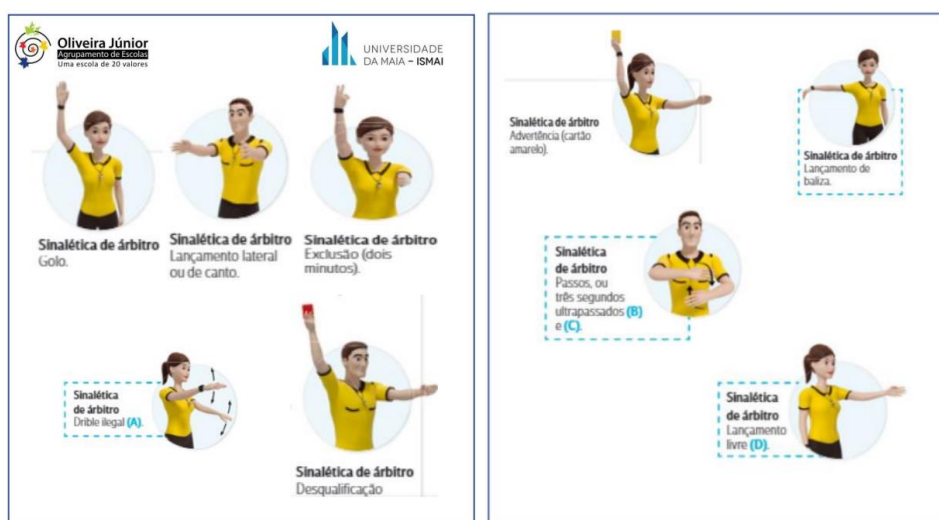 Oliveira Júnior
Agrupamento de Escolas
Uma escola de 20 valores
UNIVERSIDADE
DA MAIA – ISMAI
Sinalética de árbitro
Golo.
Sinalética de árbitro
Lançamento lateral
ou de canto.
Sinalética de árbitro
Exclusão (dois
minutos).
Sinalética
de árbitro
Drible ilegal (A).
Sinalética de árbitro
Desqualificação
Sinalética de árbitro
Advertência (cartão
amarelo).
Sinalética de árbitro
Lançamento de
baliza.
Sinalética
de árbitro
Passos, ou
três segundos
ultrapassados (B)
e (C).
Sinalética
de árbitro
Lançamento
livre (D).